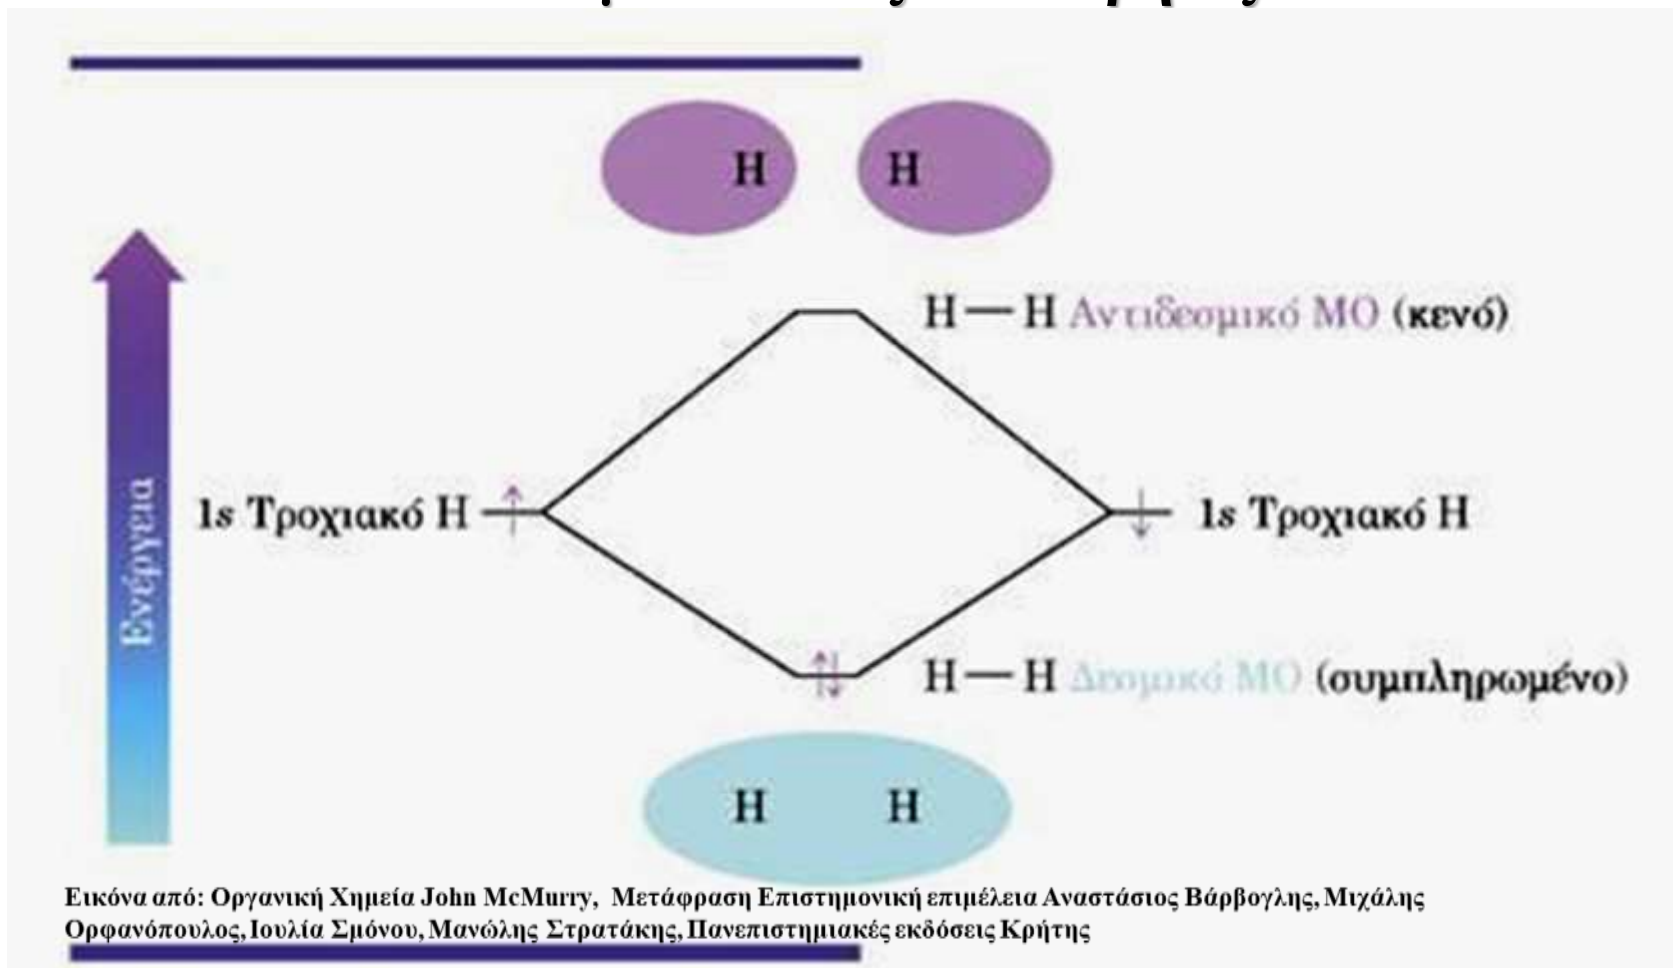 H H
H—H Αντιδεσμικό MO (κενό)
Ενέργεια
1s Τροχιακό H
1s Τροχιακό H
H—H Δεσμικό MO (συμπληρωμένο)
H H
Εικόνα από: Οργανική Χημεία John McMurry, Μετάφραση Επιστημονική επιμέλεια Αναστάσιος Βάρβογλης, Μιχάλης
Ορφανόπουλος, Ιουλία Σμόνου, Μανώλης Στρατάκης, Πανεπιστημιακές εκδόσεις Κρήτης